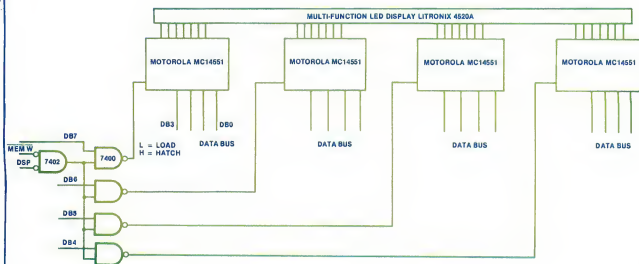 MULTI-FUNCTION LED DISPLAY LITRONIX 4520A
MOTOROLA MC14551
MOTOROLA MC14551
MOTOROLA MC14551
MOTOROLA MC14551
DB3
DB0
DATA BUS
DATA BUS
DATA BUS
DATA BUS
L = LOAD
H = HATCH
DB7
MEM W
DSP
7402
7400
DB6
DB5
DB4